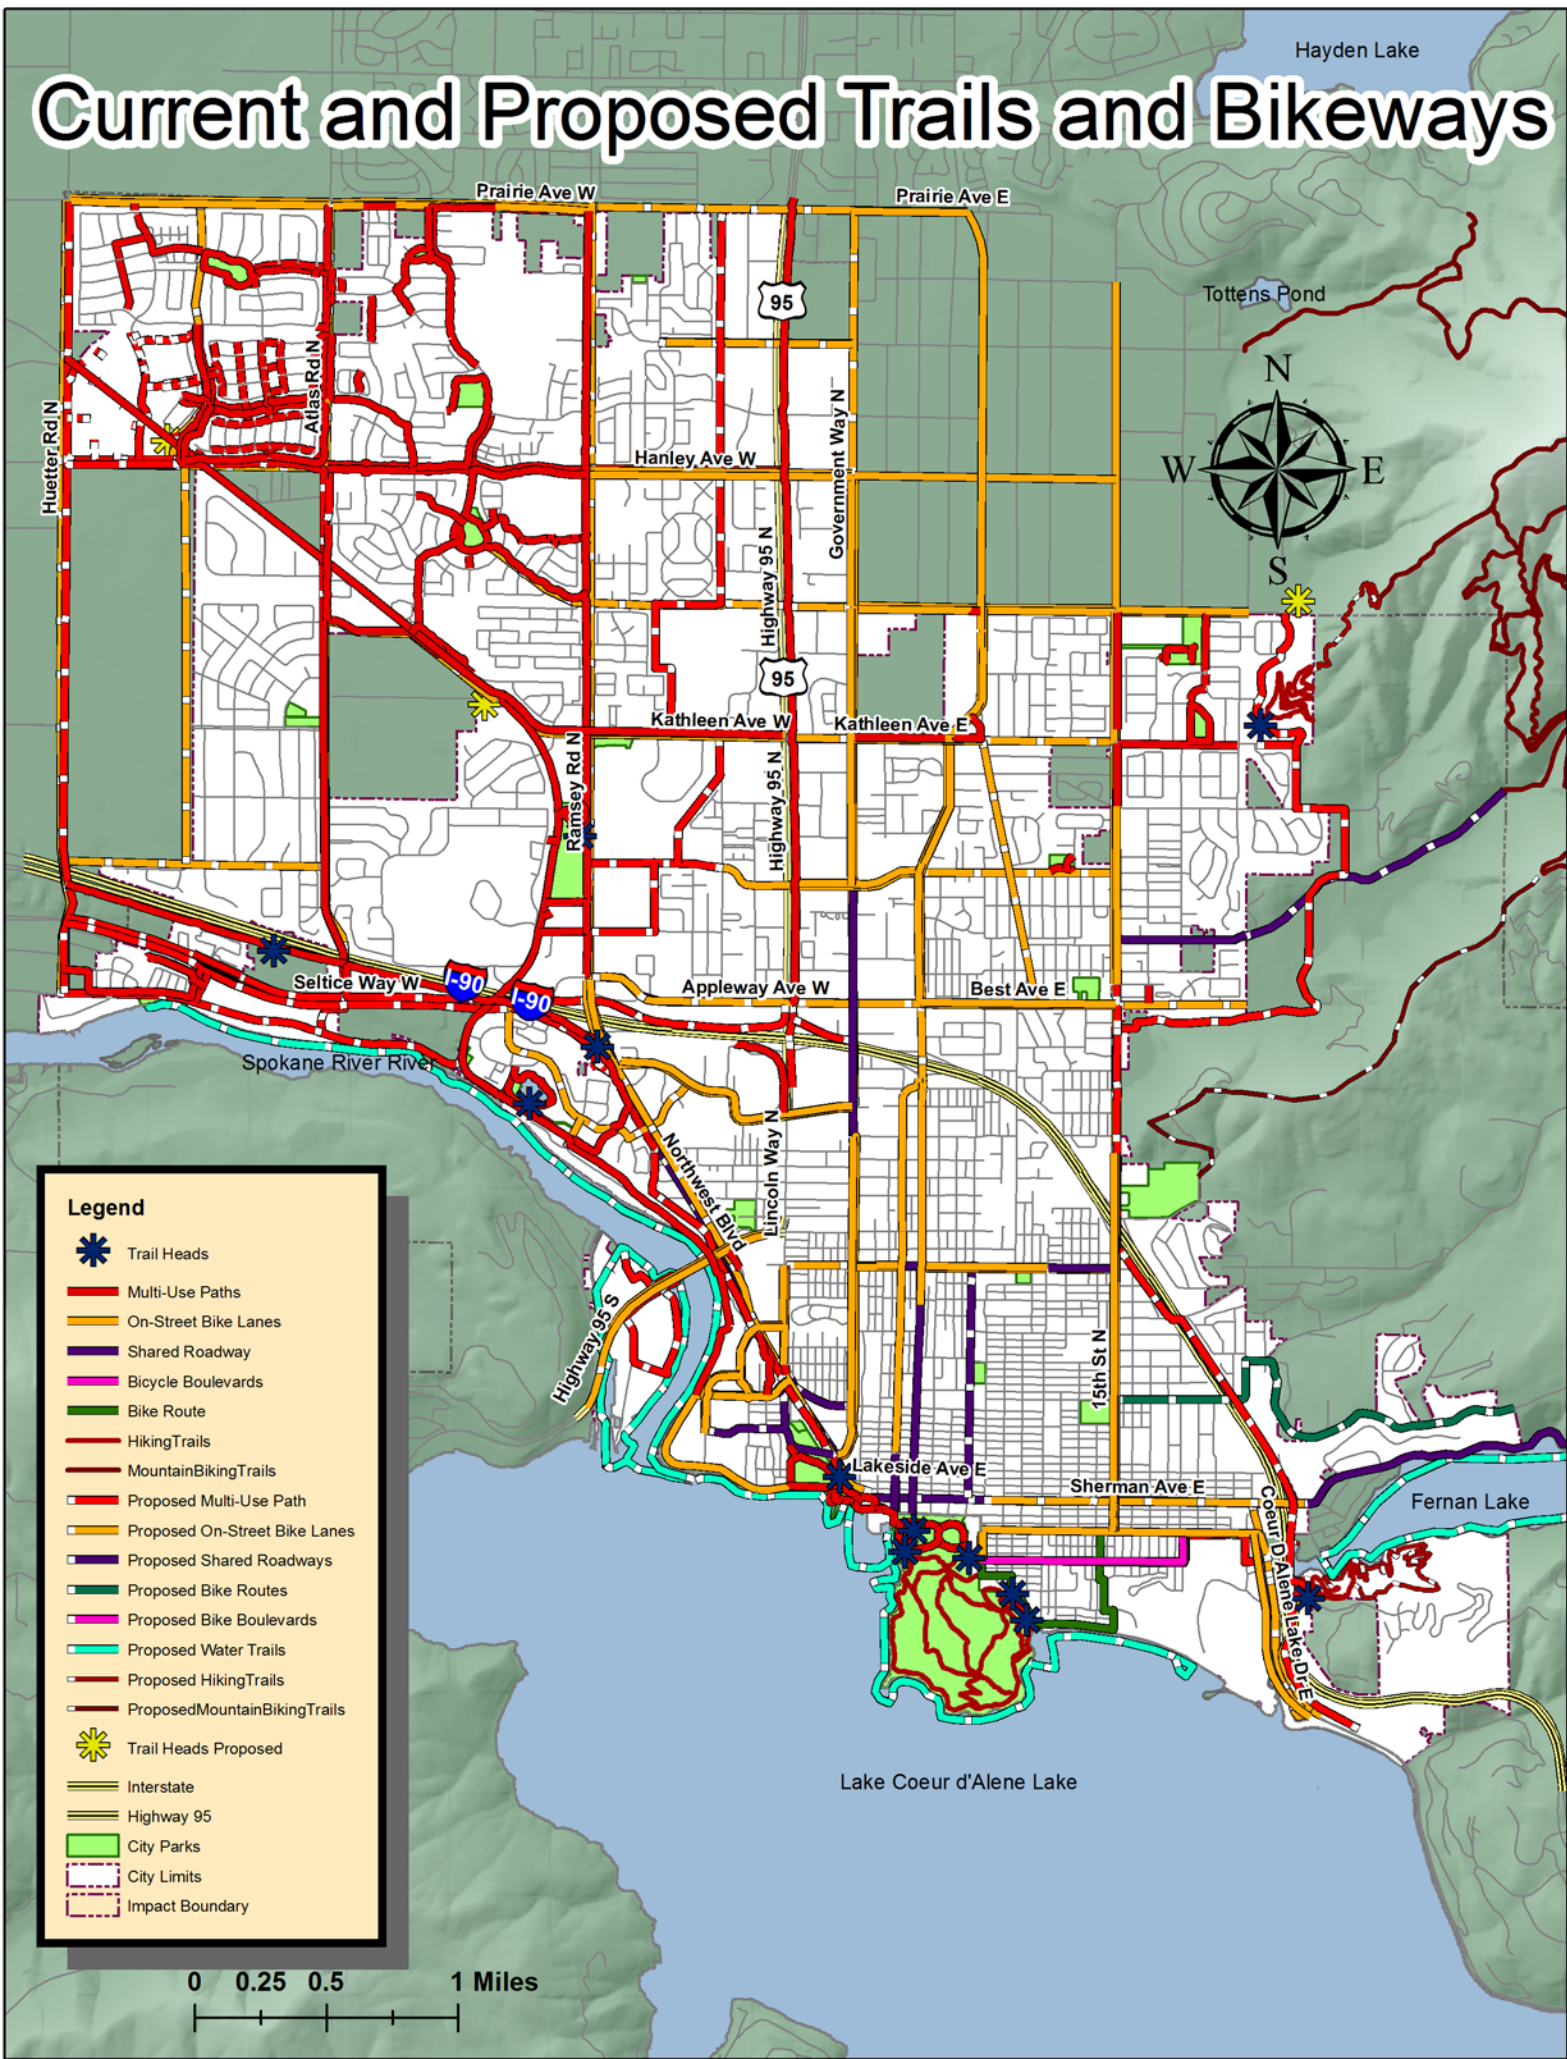 Hayden Lake
Current and Proposed Trails and Bikeways
Prairie Ave W
Prairie Ave E
95
Tottens Pond
N
W
E
S
Atlas Rd N
Huetter Rd N
Government Way N
Hanley Ave W
Highway 95 N
95
Kathleen Ave W
Kathleen Ave E
Ramsey Rd N
Highway 95 N
Seltice Way W
I-90
I-90
Appleway Ave W
Best Ave E
Spokane River River
Northwest Blvd
Lincoln Way N
Highway 95 S
15th St N
Lakeside Ave E
Sherman Ave E
Fernan Lake
Coeur D Alene Lake Dr E
Lake Coeur d'Alene Lake
Legend
Trail Heads
Multi-Use Paths
On-Street Bike Lanes
Shared Roadway
Bicycle Boulevards
Bike Route
HikingTrails
MountainBikingTrails
Proposed Multi-Use Path
Proposed On-Street Bike Lanes
Proposed Shared Roadways
Proposed Bike Routes
Proposed Bike Boulevards
Proposed Water Trails
Proposed HikingTrails
ProposedMountainBikingTrails
Trail Heads Proposed
Interstate
Highway 95
City Parks
City Limits
Impact Boundary
0 0.25 0.5 1 Miles